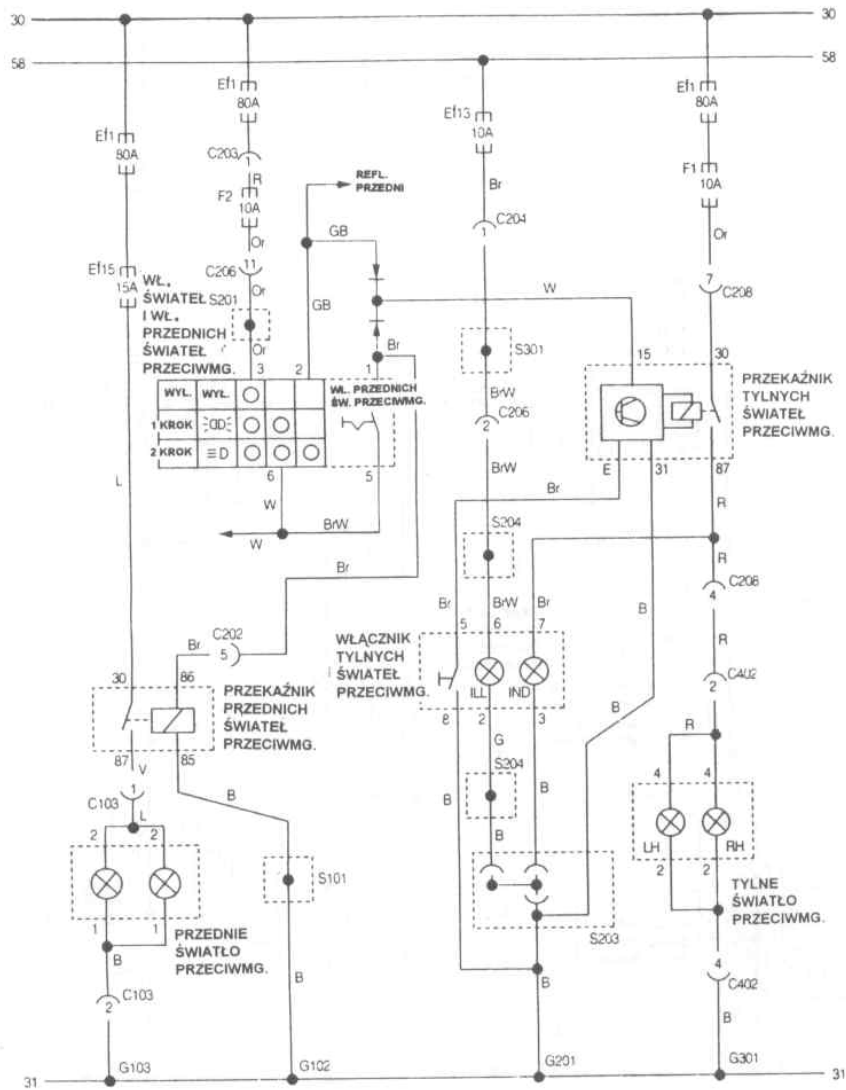 30
30
58
58
Ef1
80A
Ef1
80A
Ef13
10A
Ef1
80A
C203
1
R
F2
10A
REFL.
PRZEDNI
F1
10A
Br
C204
1
GB
Or
Or
Ef15
15A
C206
11
Or
S201
WŁ.
ŚWIATEŁ
I WŁ.
PRZEDNICH
ŚWIATEŁ
PRZECIWMG.
GB
W
7
C208
Br
Or
3
2
1
S301
15
30
WYŁ.
WYŁ.
WŁ. PRZEDNICH
ŚW. PRZECIWMG.
1 KROK
2 KROK
BrW
2
C206
PRZEKAŹNIK
TYLNYCH
ŚWIATEŁ
PRZECIWMG.
6
5
E
31
87
L
W
BrW
W
BrW
Br
R
S204
Br
R
C208
4
Br
BrW
Br
B
C202
Br
5
5
6
7
WŁĄCZNIK
TYLNYCH
ŚWIATEŁ
PRZECIWMG.
ILL
IND
R
C402
2
30
86
PRZEKAŹNIK
PRZEDNICH
ŚWIATEŁ
PRZECIWMG.
8
2
3
B
R
87
85
G
S204
V
1
C103
L
B
B
B
B
4
4
LH
RH
2
2
2
2
S101
TYLNE
ŚWIATŁO
PRZECIWMG.
1
1
PRZEDNIE
ŚWIATŁO
PRZECIWMG.
S203
B
C103
2
B
B
4
C402
B
31
G103
G102
G201
G301
31